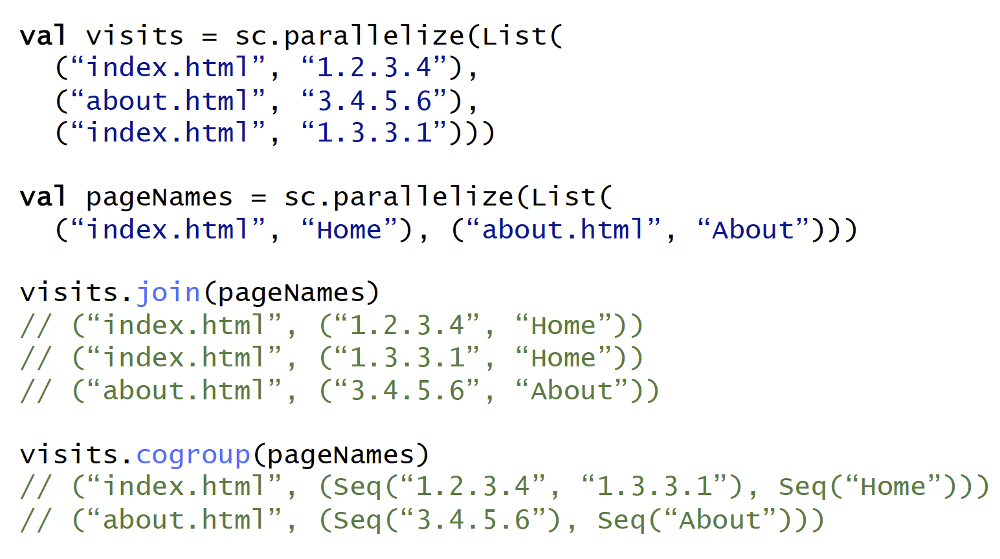 val visits = sc.parallelize(List(
(“index.html”, “1.2.3.4”),
(“about.html”, “3.4.5.6”),
(“index.html”, “1.3.3.1”)))
val pageNames = sc.parallelize(List(
(“index.html”, “Home”), (“about.html”, “About”)))
visits.join(pageNames)
// (“index.html”, (“1.2.3.4”, “Home”))
// (“index.html”, (“1.3.3.1”, “Home”))
// (“about.html”, (“3.4.5.6”, “About”))
visits.cogroup(pageNames)
// (“index.html”, (Seq(“1.2.3.4”, “1.3.3.1”), Seq(“Home”)))
// (“about.html”, (Seq(“3.4.5.6”), Seq(“About”)))